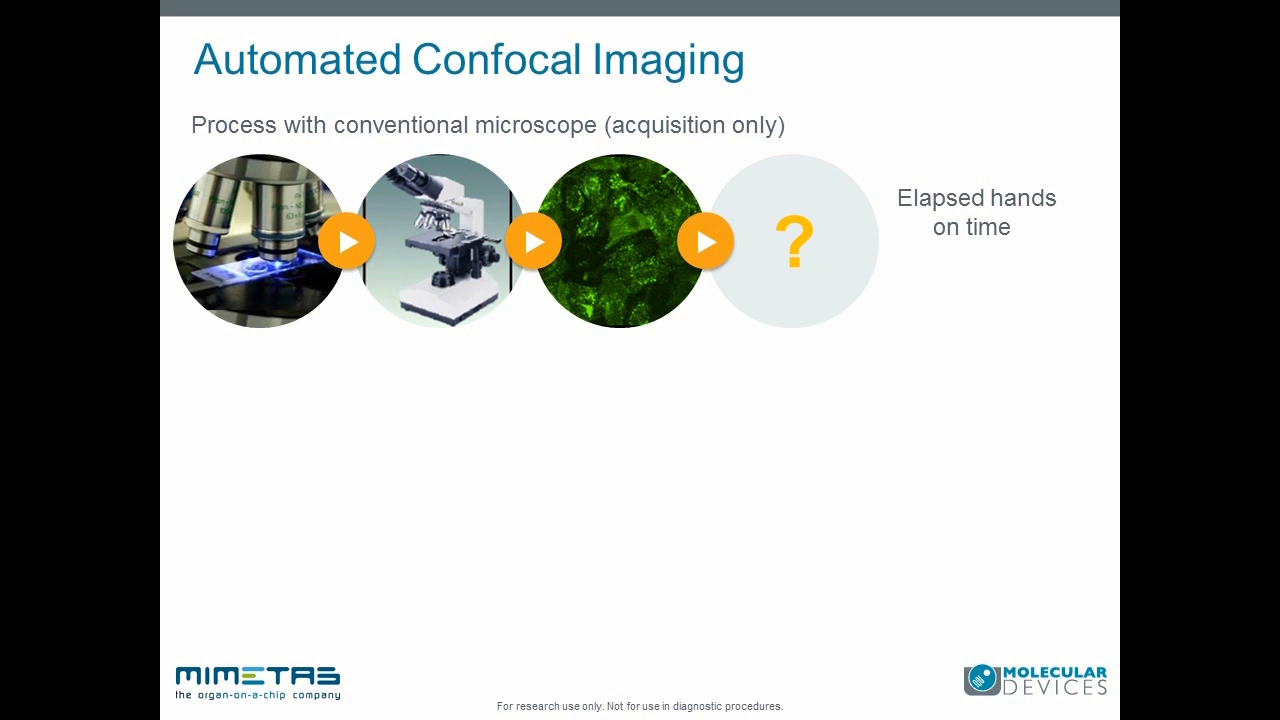 Automated Confocal Imaging
Process with conventional microscope (acquisition only)
?
Elapsed hands
on time
MIMETAS
the organ-on-a-chip company
MOLECULAR
DEVICES
For research use only. Not for use in diagnostic procedures.